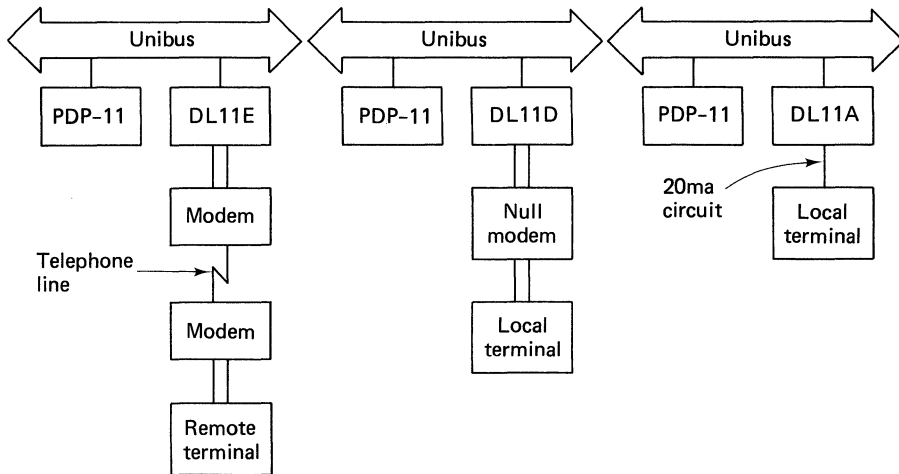 Unibus
Unibus
Unibus
PDP-11
DL11E
PDP-11
DL11D
PDP-11
DL11A
20ma
circuit
Modem
Null
modem
Local
terminal
Telephone
line
Modem
Local
terminal
Remote
terminal